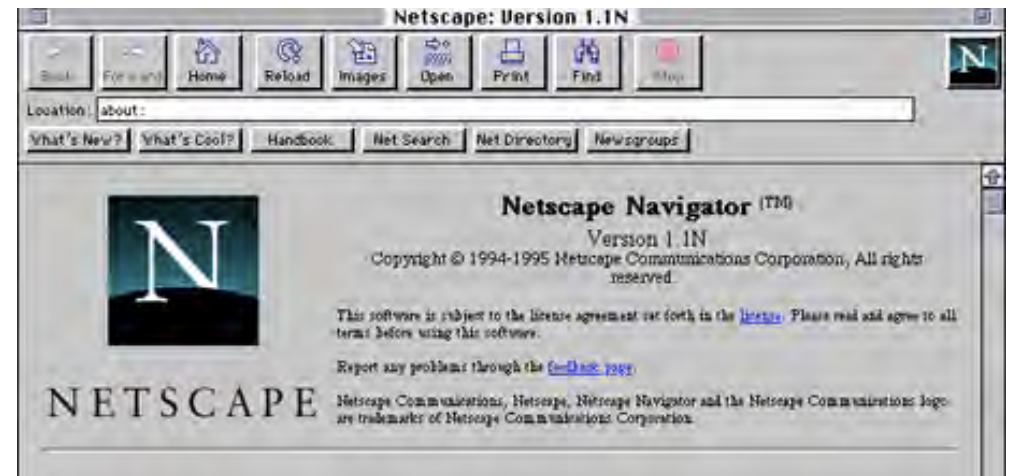 Netscape: Version 1.1N
Back Forward Home Reload Images Open Print Find Stop
N
Location: about:
What's New? What's Cool? Handbook Net Search Net Directory Newsgroups
N
NETSCAPE
Netscape Navigator (TM)
Version 1.1N
Copyright © 1994-1995 Netscape Communications Corporation, All rights
reserved.
This software is subject to the license agreement set forth in the license. Please read and agree to all
terms before using this software.
Report any problems through the feedback page.
Netscape Communications, Netscape, Netscape Navigator and the Netscape Communications logo
are trademarks of Netscape Communications Corporation.